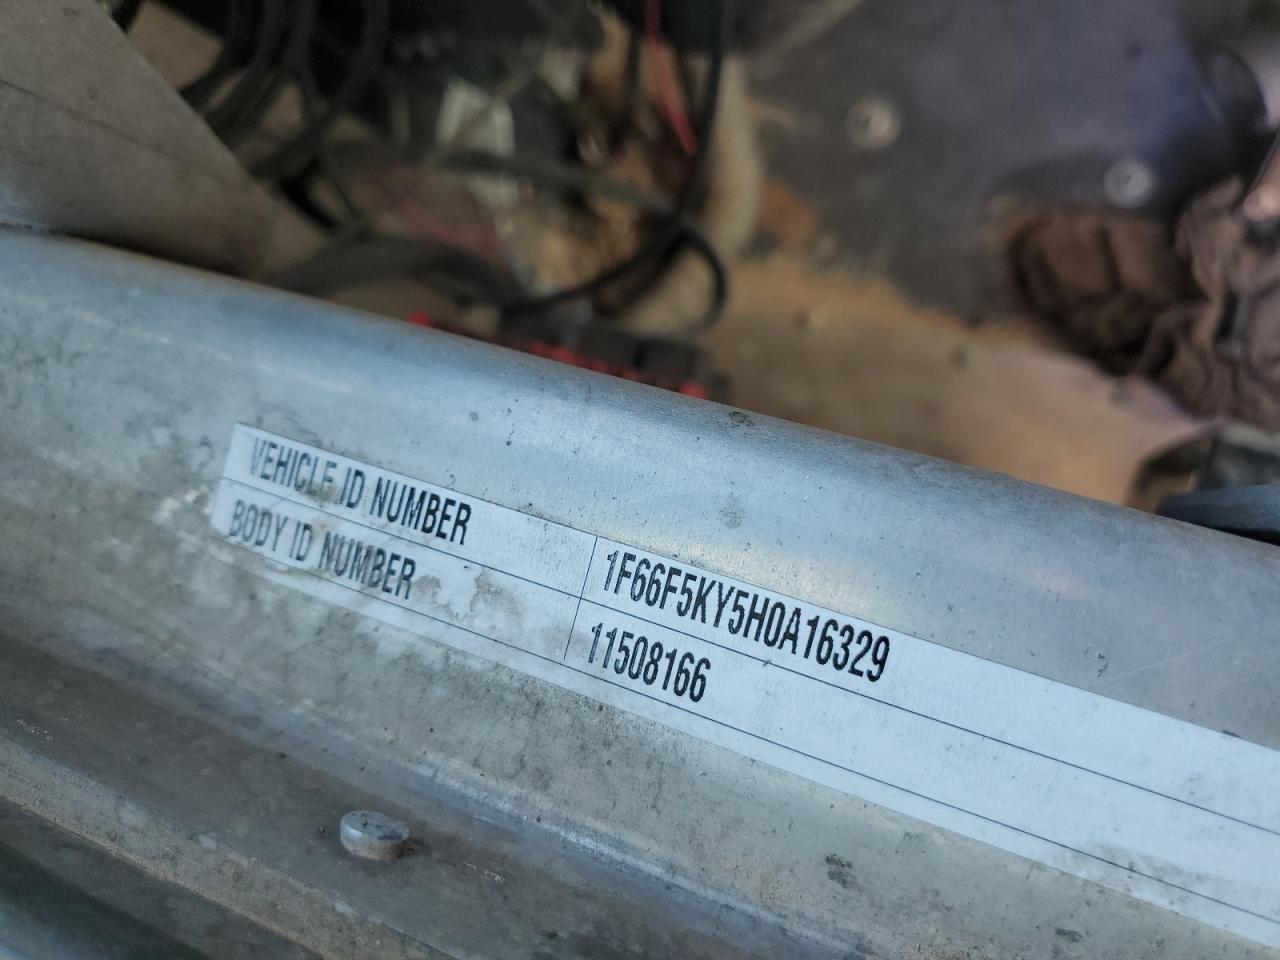 VEHICLE ID NUMBER 1F66F5KY5H0A16329
BODY ID NUMBER 11508166